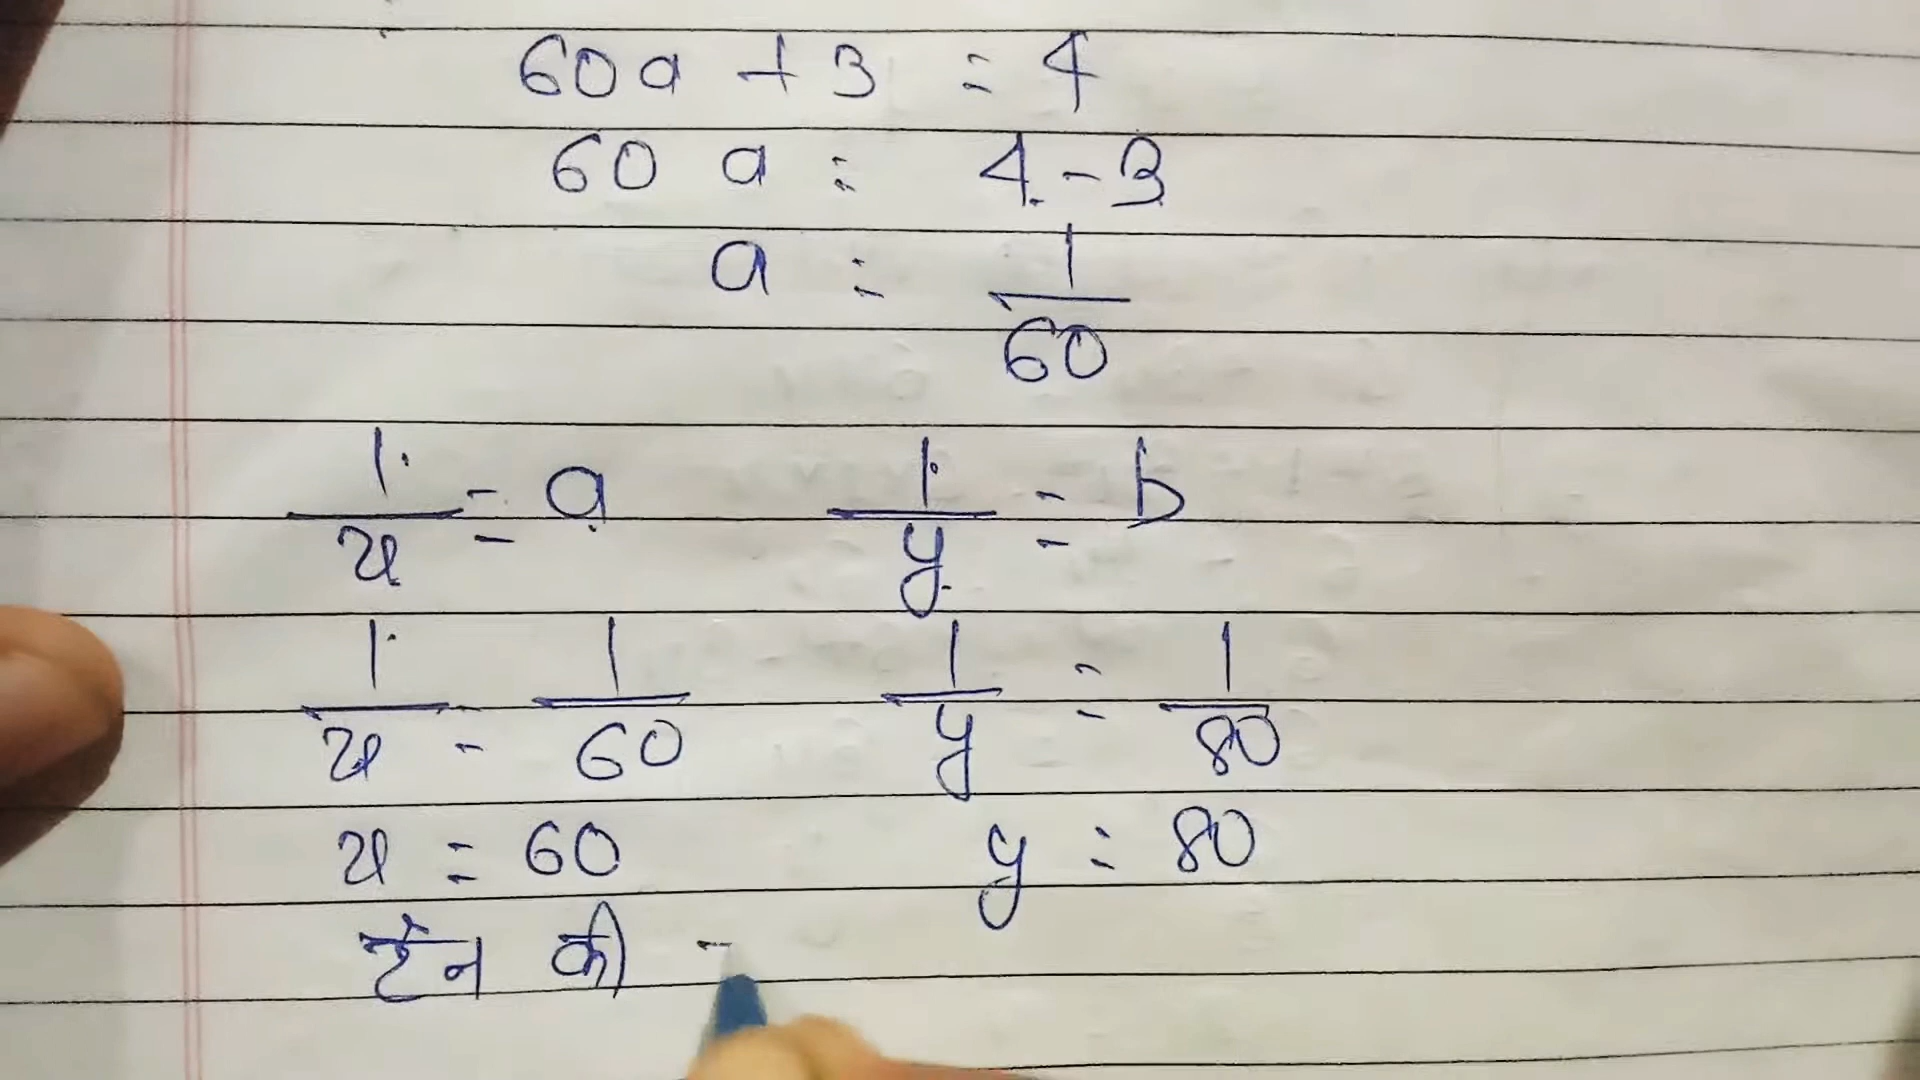 60a + 3 = 4
60 a = 4 - 3
a = 1/60
1/x = a 1/y = b
1/x = 1/60 1/y = 1/80
x = 60 y = 80
ट्रेन की